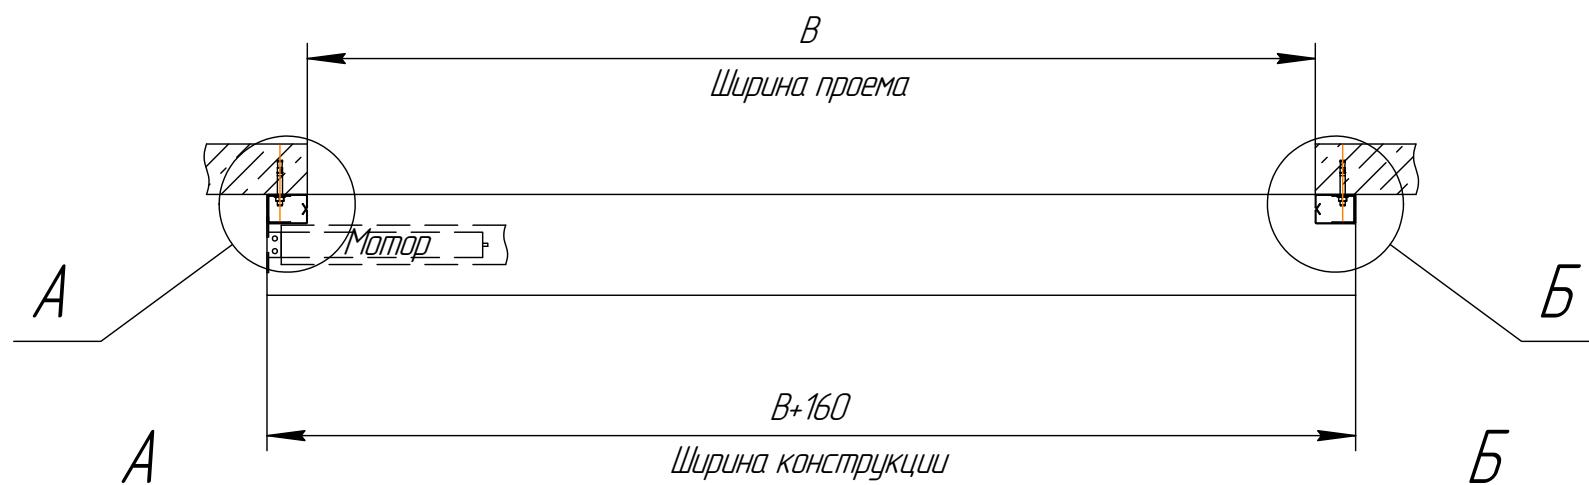 В
Ширина проема
Мотор
А
Б
В+160
Ширина конструкции
А
Б